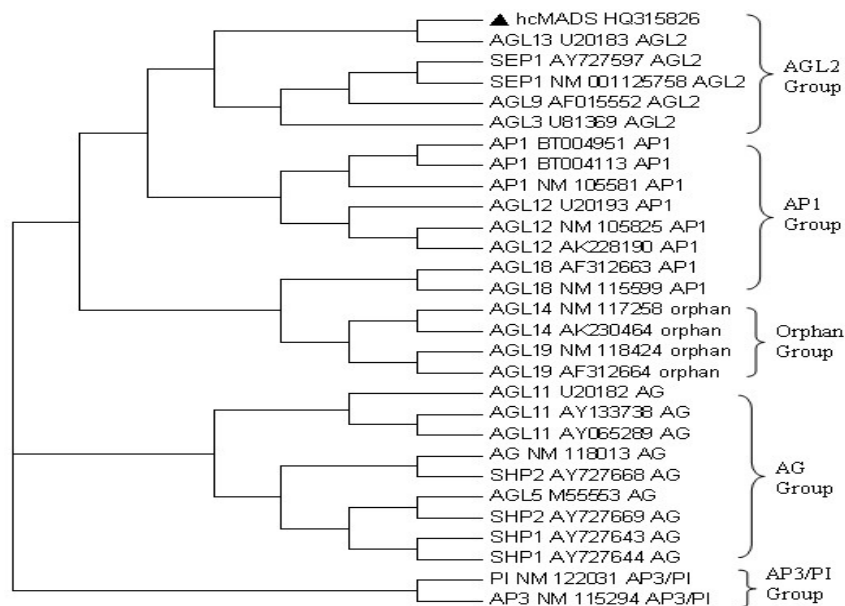 ▲ hcMADS HQ315826
AGL13 U20183 AGL2
SEP1 AY727597 AGL2
SEP1 NM 001125758 AGL2
AGL9 AF015552 AGL2
AGL3 U81369 AGL2
AGL2
Group
AP1 BT004951 AP1
AP1 BT004113 AP1
AP1 NM 105581 AP1
AGL12 U20193 AP1
AGL12 NM 105825 AP1
AGL12 AK228190 AP1
AGL18 AF312663 AP1
AGL18 NM 115599 AP1
AP1
Group
AGL14 NM 117258 orphan
AGL14 AK230464 orphan
AGL19 NM 118424 orphan
AGL19 AF312664 orphan
Orphan
Group
AGL11 U20182 AG
AGL11 AY133738 AG
AGL11 AY065289 AG
AG NM 118013 AG
SHP2 AY727668 AG
AGL5 M55553 AG
SHP2 AY727669 AG
SHP1 AY727643 AG
SHP1 AY727644 AG
AG
Group
PI NM 122031 AP3/PI
AP3 NM 115294 AP3/PI
AP3/PI
Group